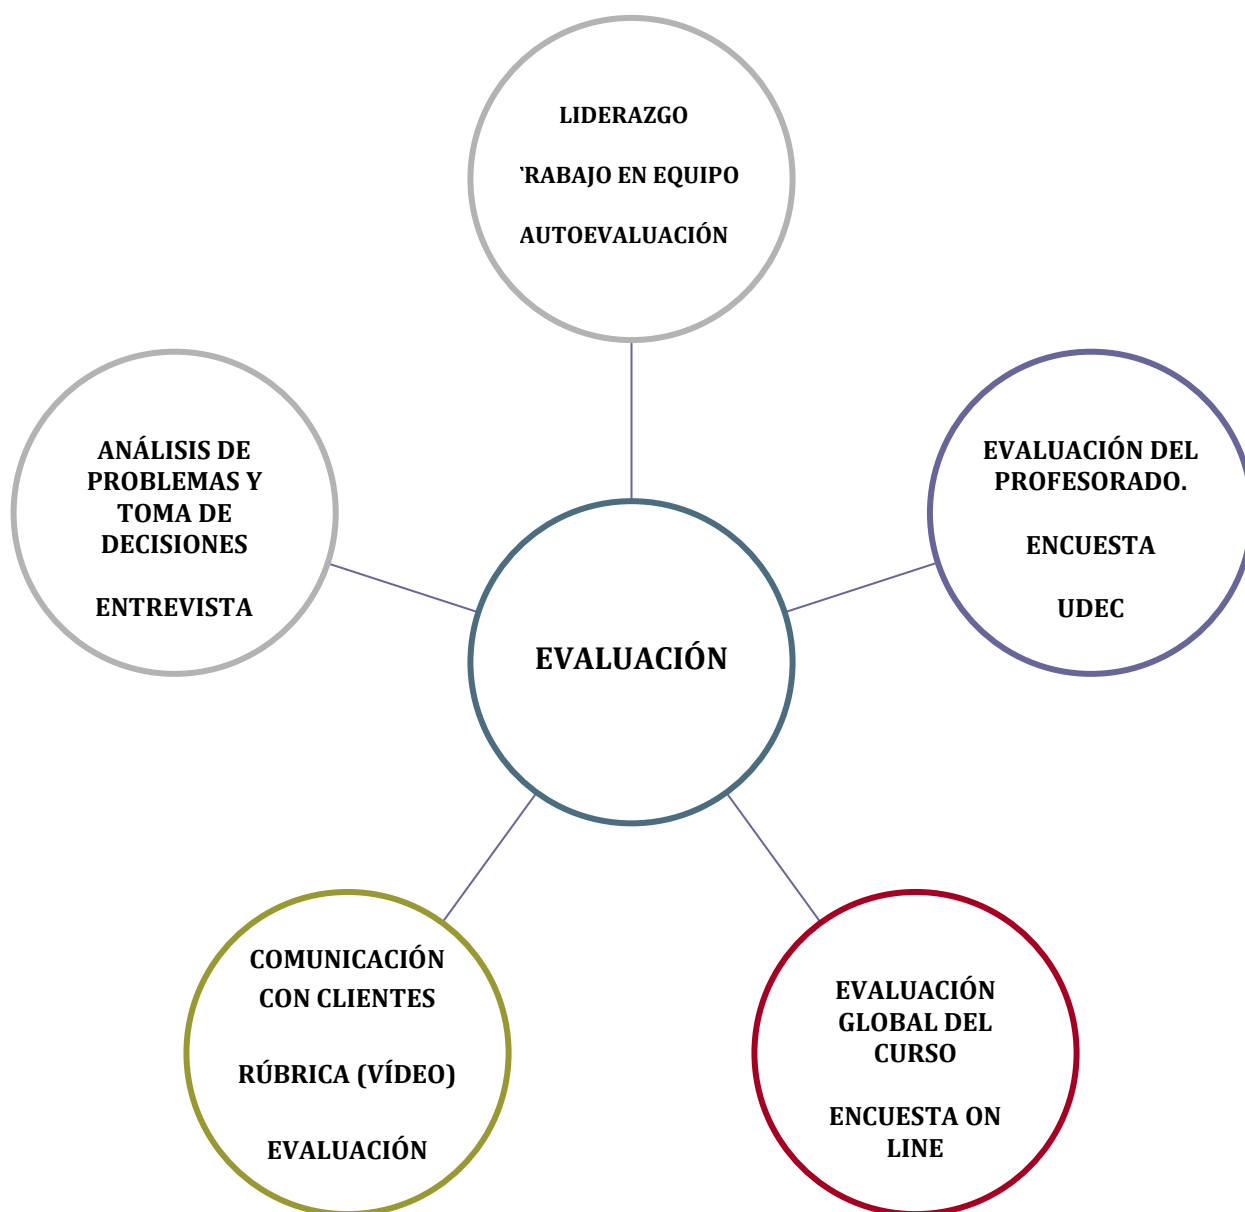 LIDERAZGO
RABAJO EN EQUIPO
AUTOEVALUACIÓN
ANÁLISIS DE
PROBLEMAS Y
TOMA DE
DECISIONES
ENTREVISTA
EVALUACIÓN DEL
PROFESORADO.
ENCUESTA
UDEC
EVALUACIÓN
COMUNICACIÓN
CON CLIENTES
RÚBRICA (VÍDEO)
EVALUACIÓN
EVALUACIÓN
GLOBAL DEL
CURSO
ENCUESTA ON
LINE